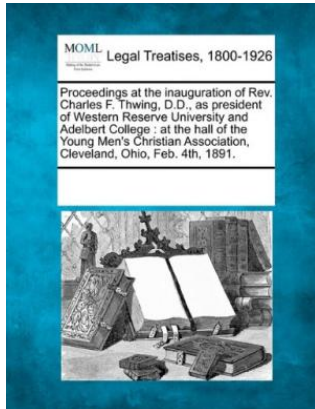 MOML
Legal Treatises, 1800-1926
Proceedings at the inauguration of Rev.
Charles F. Thwing, D.D., as president
of Western Reserve University and
Adelbert College : at the hall of the
Young Men's Christian Association,
Cleveland, Ohio, Feb. 4th, 1891.